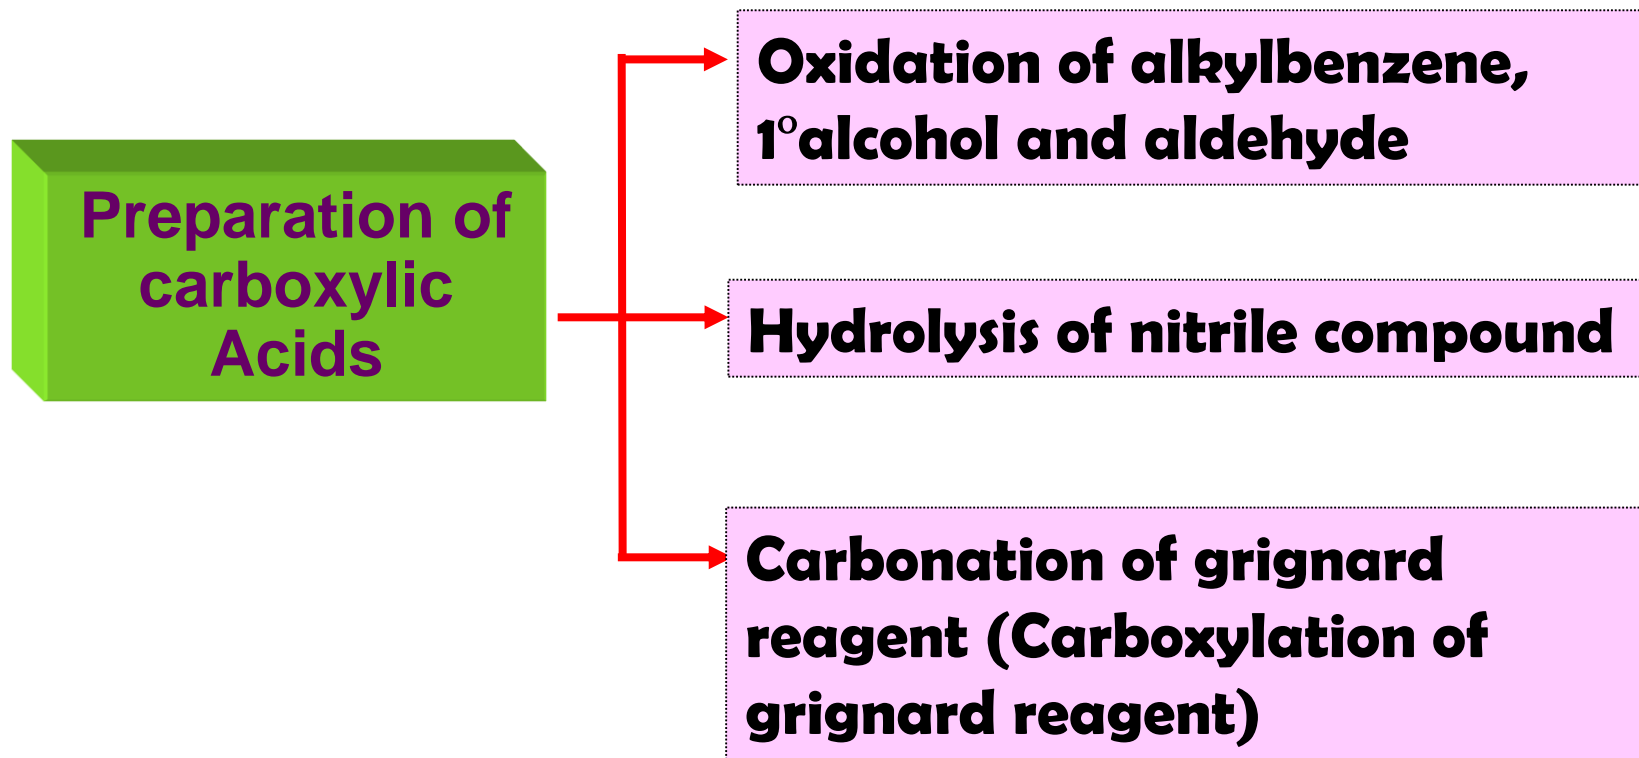 Preparation of
carboxylic
Acids
Oxidation of alkylbenzene,
1°alcohol and aldehyde
Hydrolysis of nitrile compound
Carbonation of grignard
reagent (Carboxylation of
grignard reagent)